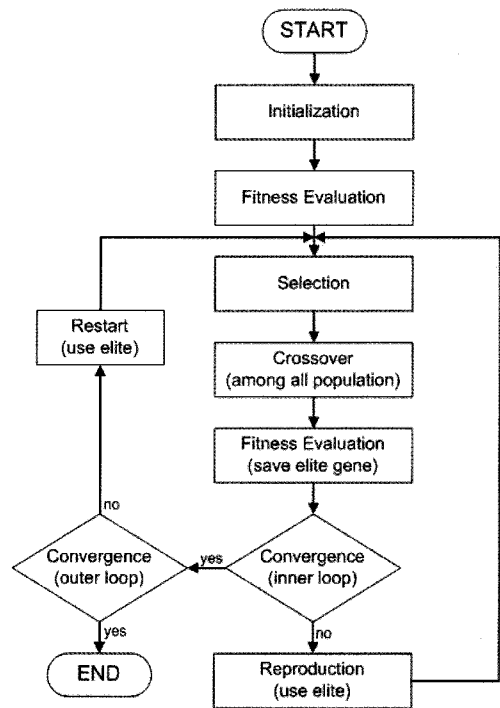 START
Initialization
Fitness Evaluation
Selection
Restart
(use elite)
Crossover
(among all population)
Fitness Evaluation
(save elite gene)
no
Convergence
(outer loop)
yes
Convergence
(inner loop)
yes
no
END
Reproduction
(use elite)